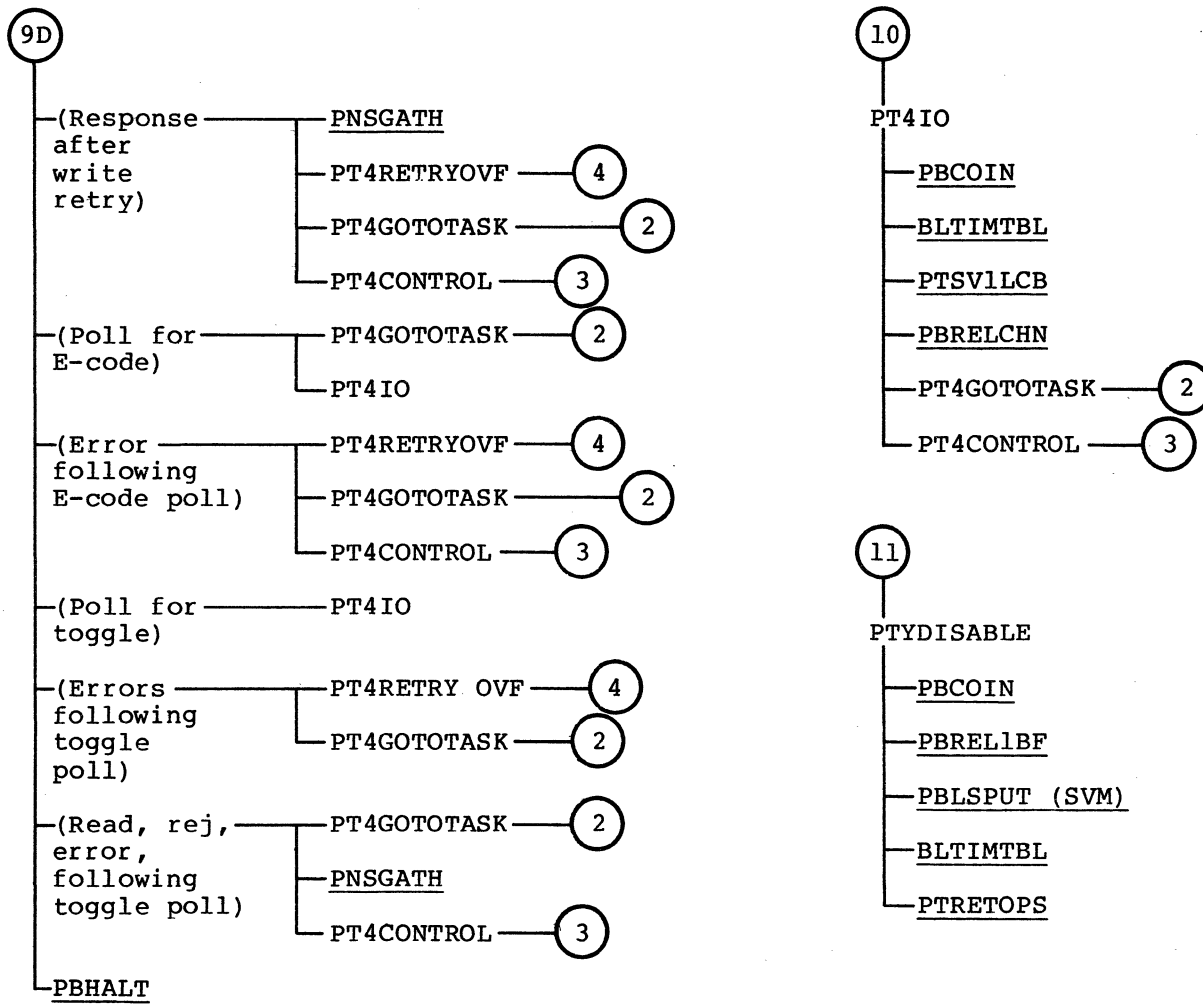 9D
(Response
after
write
retry)
PNSGATH
PT4RETRYOVF
4
PT4GOTOTASK
2
PT4CONTROL
3
(Poll for
E-code)
PT4GOTOTASK
2
PT4IO
(Error
following
E-code poll)
PT4RETRYOVF
4
PT4GOTOTASK
2
PT4CONTROL
3
(Poll for
toggle)
PT4IO
(Errors
following
toggle
poll)
PT4RETRY OVF
4
PT4GOTOTASK
2
(Read, rej,
error,
following
toggle poll)
PT4GOTOTASK
2
PNSGATH
PT4CONTROL
3
PBHALT
10
PT4IO
PBCOIN
BLTIMTBL
PTSV1LCB
PBRELCHN
PT4GOTOTASK
2
PT4CONTROL
3
11
PTYDISABLE
PBCOIN
PBREL1BF
PBLSPUT (SVM)
BLTIMTBL
PTRETOPS